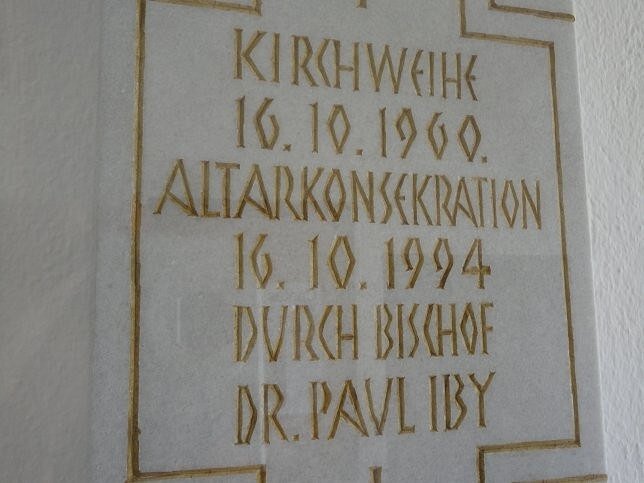 KIRCHWEIHE
16.10.1960.
ALTARKONSEKRATION
16.10.1994
DURCH BISCHOF
DR. PAUL IBY